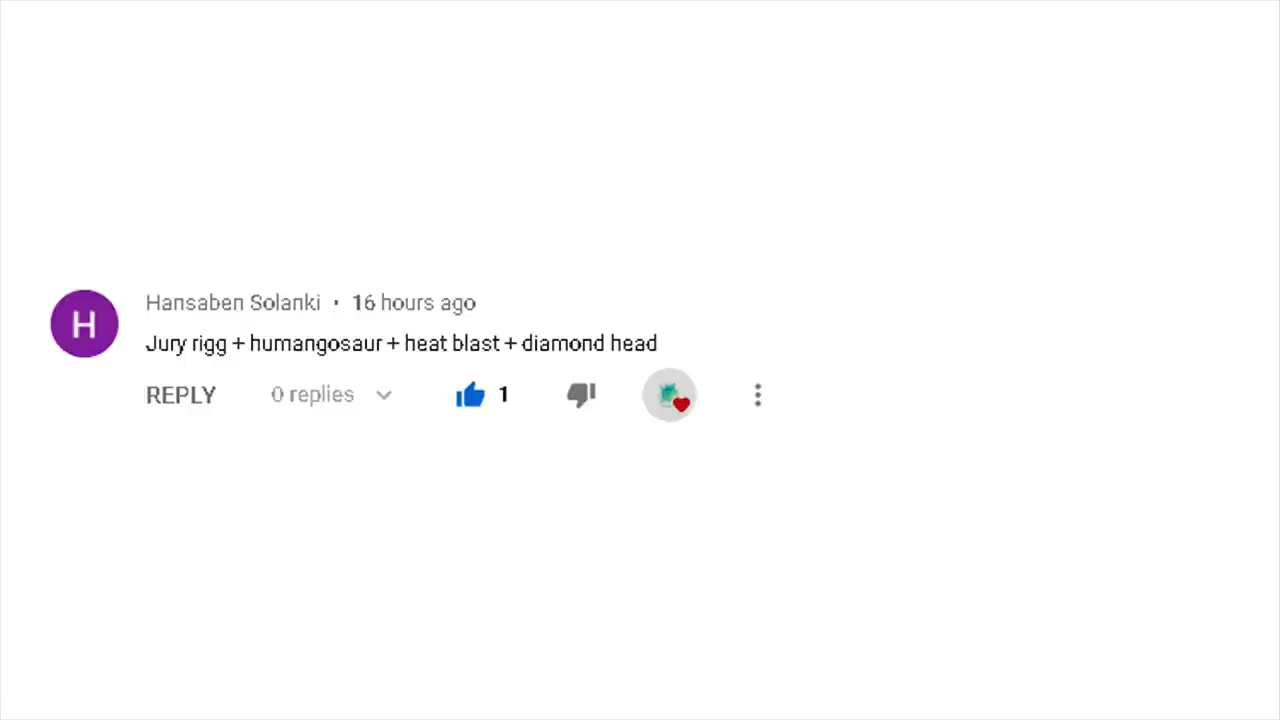 H
Hansaben Solanki • 16 hours ago
Jury rigg + humangosaur + heat blast + diamond head
REPLY 0 replies 1